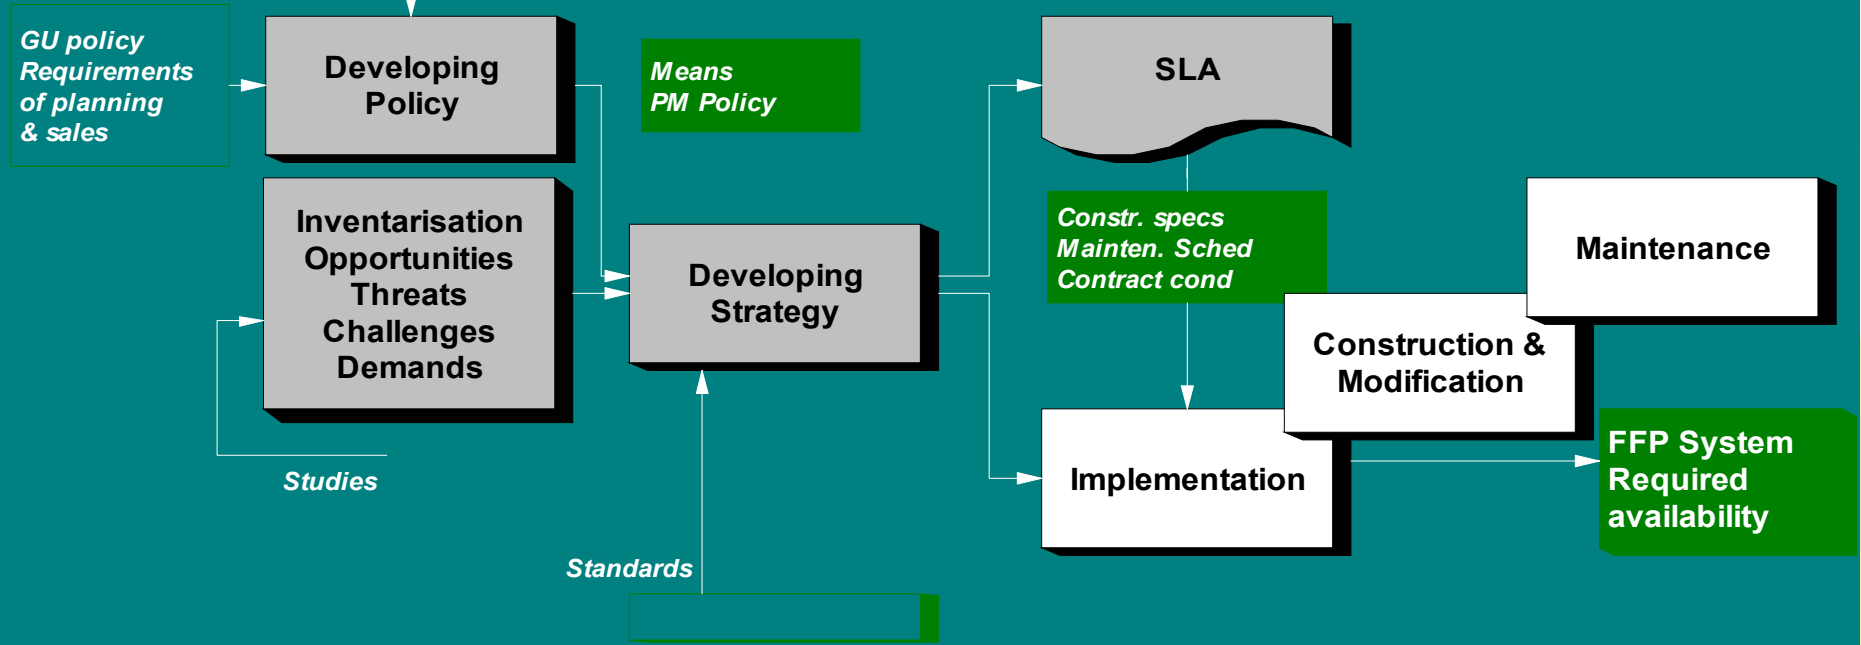 GU policy
Requirements
of planning
& sales
Developing
Policy
Means
PM Policy
SLA
Inventarisation
Opportunities
Threats
Challenges
Demands
Developing
Strategy
Constr. specs
Mainten. Sched
Contract cond
Maintenance
Construction &
Modification
Implementation
FFP System
Required
availability
Studies
Standards